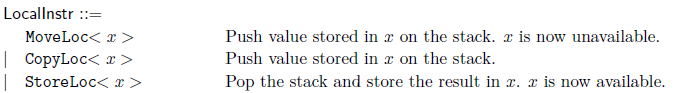 LocalInstr ::=
MoveLoc< x > Push value stored in x on the stack. x is now unavailable.
| CopyLoc< x > Push value stored in x on the stack.
| StoreLoc< x > Pop the stack and store the result in x. x is now available.